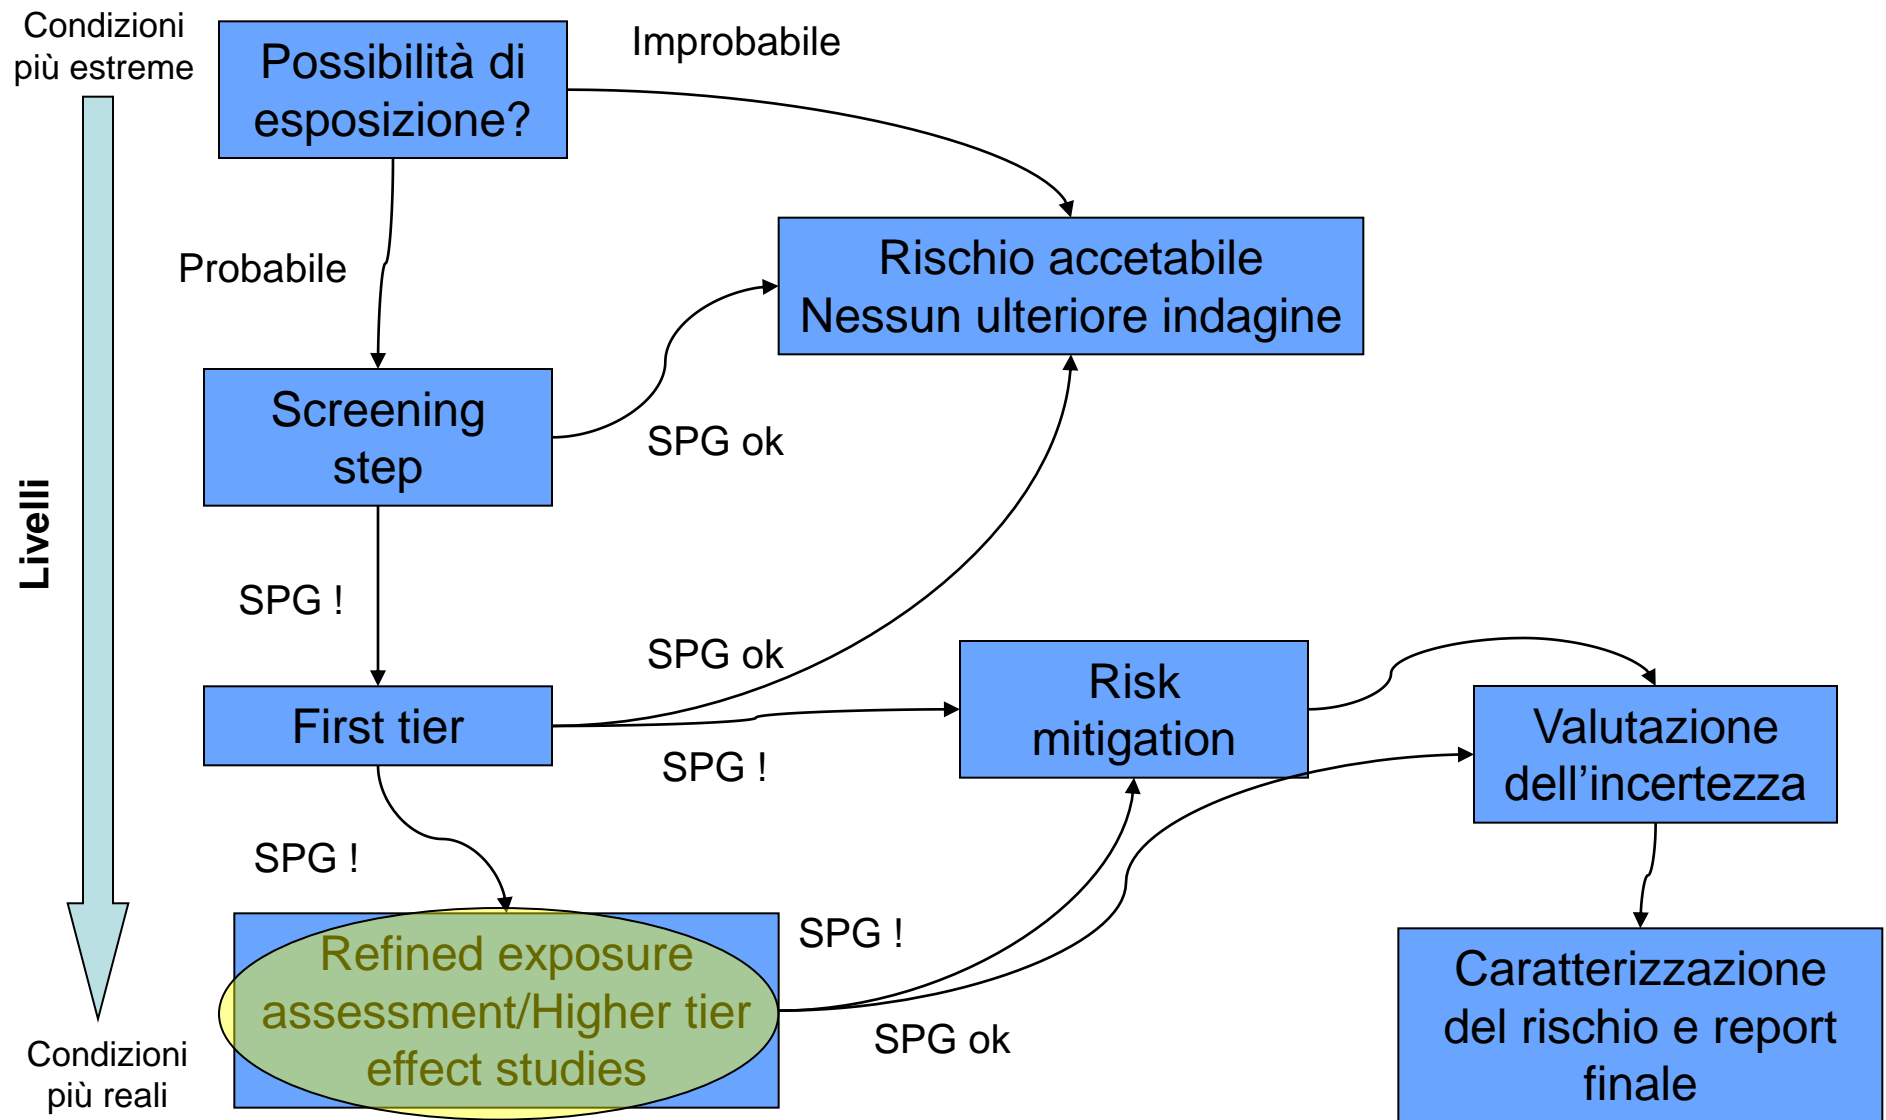 Condizioni
più estreme
Possibilità di
esposizione?
Improbabile
Probabile
Rischio accetabile
Nessun ulteriore indagine
Screening
step
SPG ok
Livelli
SPG !
SPG ok
First tier
SPG !
Risk
mitigation
Valutazione
dell’incertezza
SPG !
Refined exposure
assessment/Higher tier
effect studies
SPG !
SPG ok
Caratterizzazione
del rischio e report
finale
Condizioni
più reali